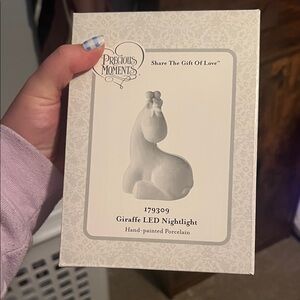 Precious
Moments
Share The Gift Of Love™
179309
Giraffe LED Nightlight
Hand-painted Porcelain